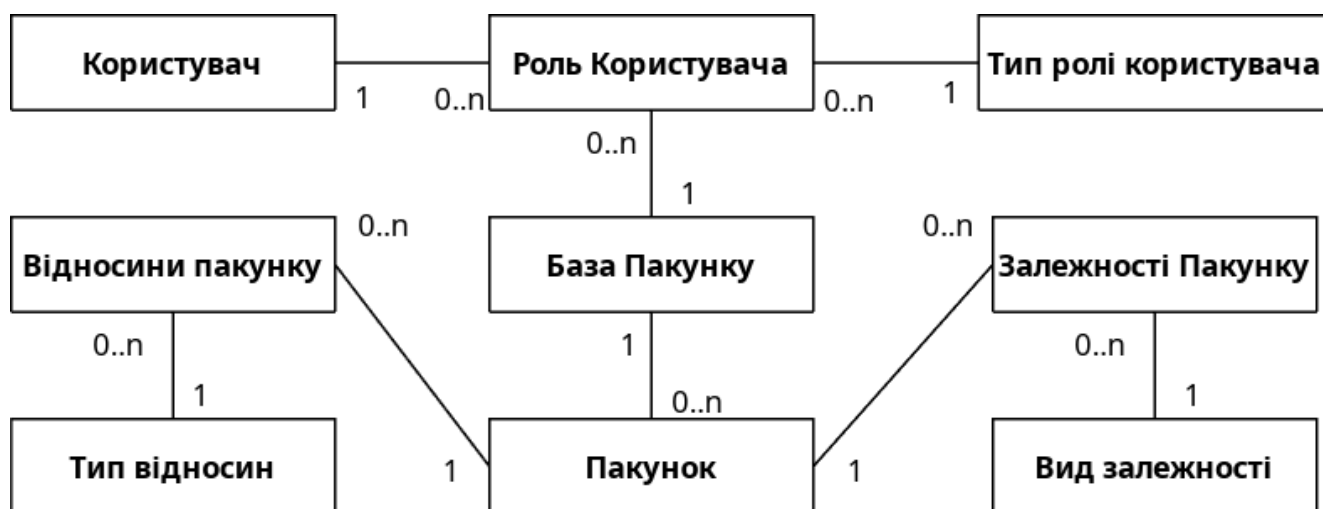 Користувач
Роль Користувача
Тип ролі користувача
1
0..n
0..n
1
0..n
1
0..n
0..n
Відносини пакунку
База Пакунку
Залежності Пакунку
0..n
1
0..n
1
0..n
1
Тип відносин
1
Пакунок
1
Вид залежності